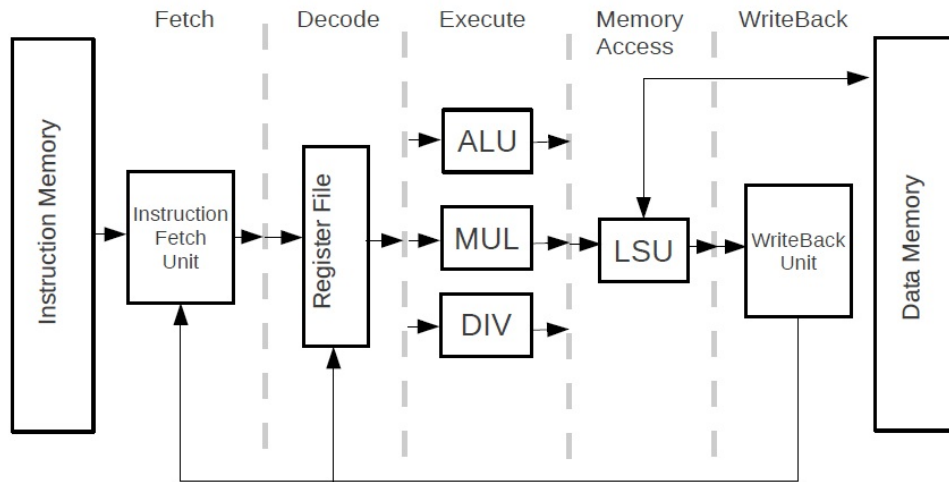 Fetch
Decode
Execute
Memory
Access
WriteBack
Instruction Memory
Instruction
Fetch
Unit
Register File
ALU
MUL
DIV
LSU
WriteBack
Unit
Data Memory